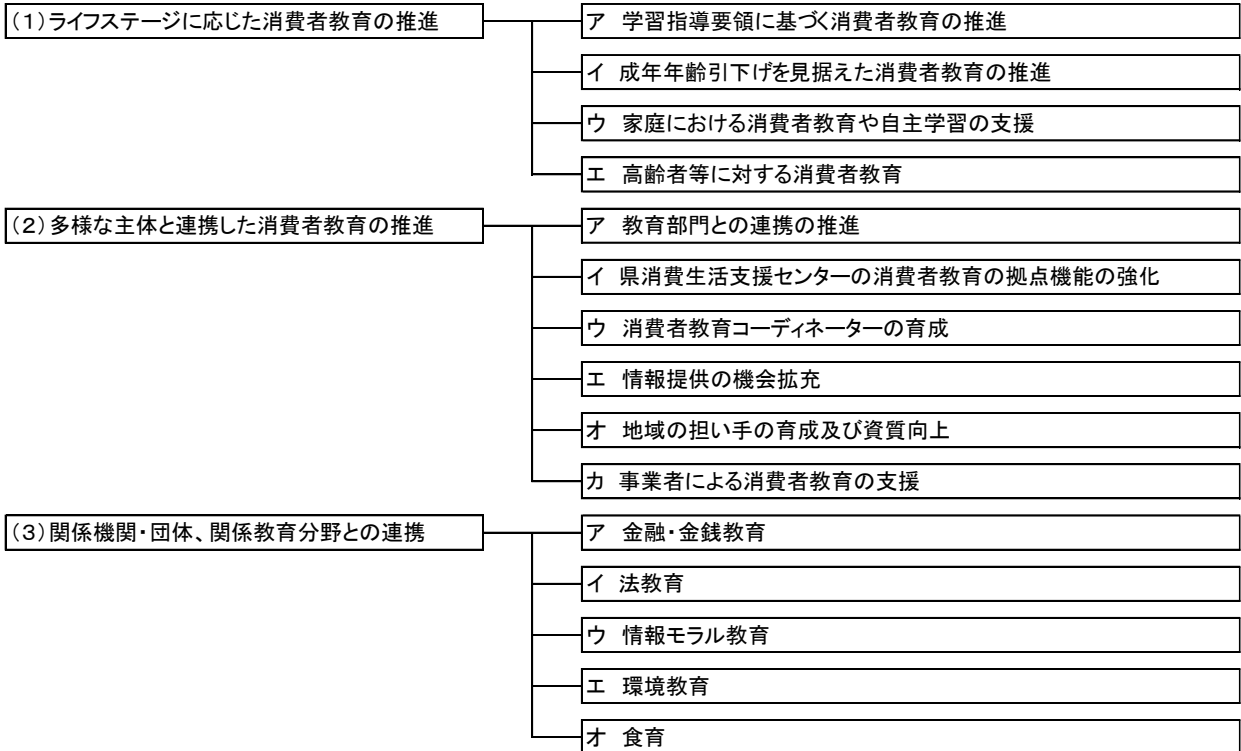 (1)ライフステージに応じた消費者教育の推進
ア 学習指導要領に基づく消費者教育の推進
イ 成年年齢引下げを見据えた消費者教育の推進
ウ 家庭における消費者教育や自主学習の支援
エ 高齢者等に対する消費者教育
(2)多様な主体と連携した消費者教育の推進
ア 教育部門との連携の推進
イ 県消費生活支援センターの消費者教育の拠点機能の強化
ウ 消費者教育コーディネーターの育成
エ 情報提供の機会拡充
オ 地域の担い手の育成及び資質向上
カ 事業者による消費者教育の支援
(3)関係機関・団体、関係教育分野との連携
ア 金融・金銭教育
イ 法教育
ウ 情報モラル教育
エ 環境教育
オ 食育